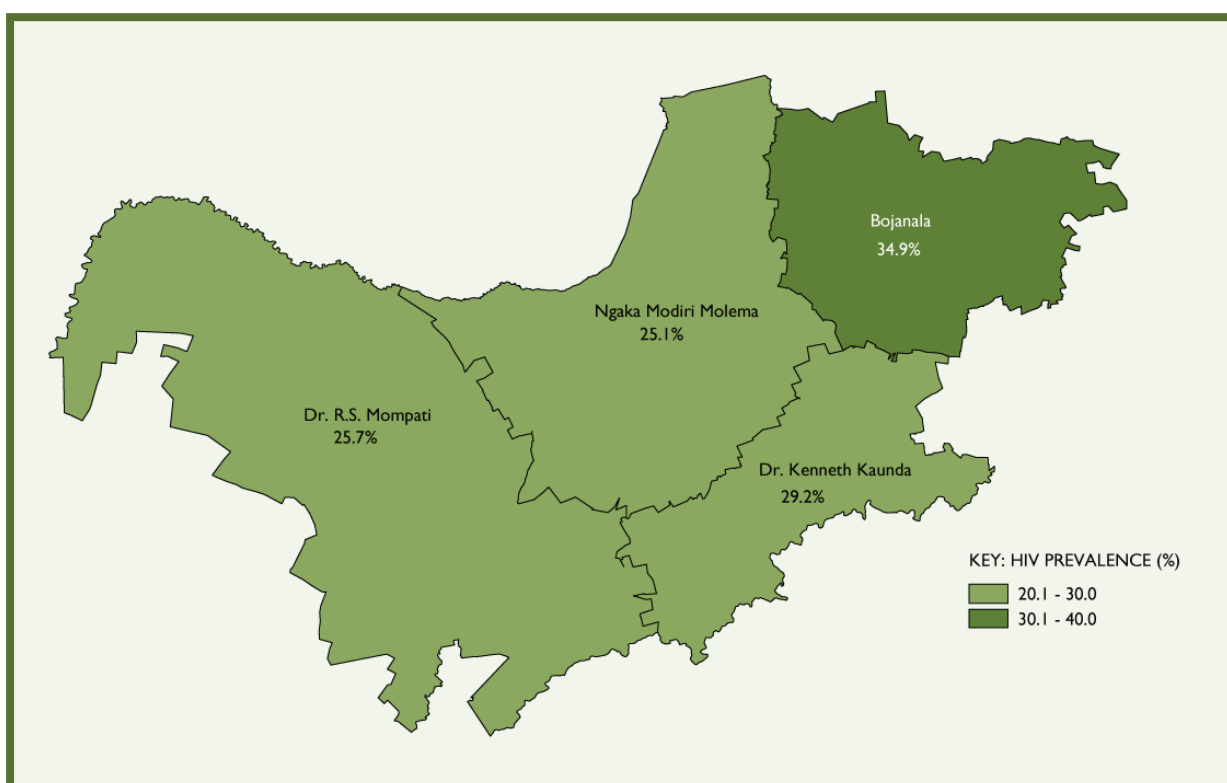 Bojanala
34.9%
Ngaka Modiri Molema
25.1%
Dr. R.S. Mompati
25.7%
Dr. Kenneth Kaunda
29.2%
KEY: HIV PREVALENCE (%)
20.1 - 30.0
30.1 - 40.0